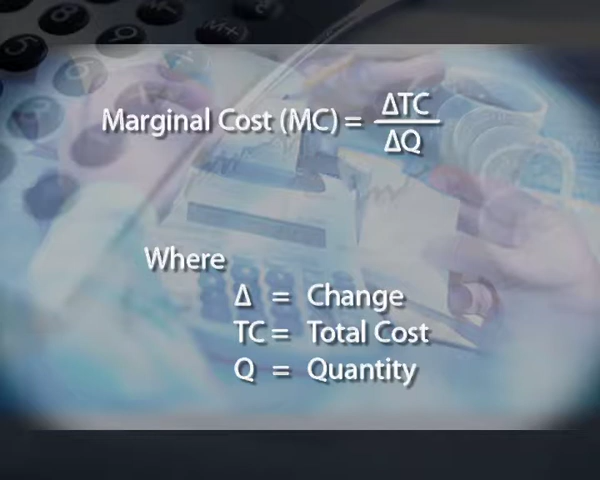 Marginal Cost (MC) = ΔTC
ΔQ
Where
Δ = Change
TC = Total Cost
Q = Quantity